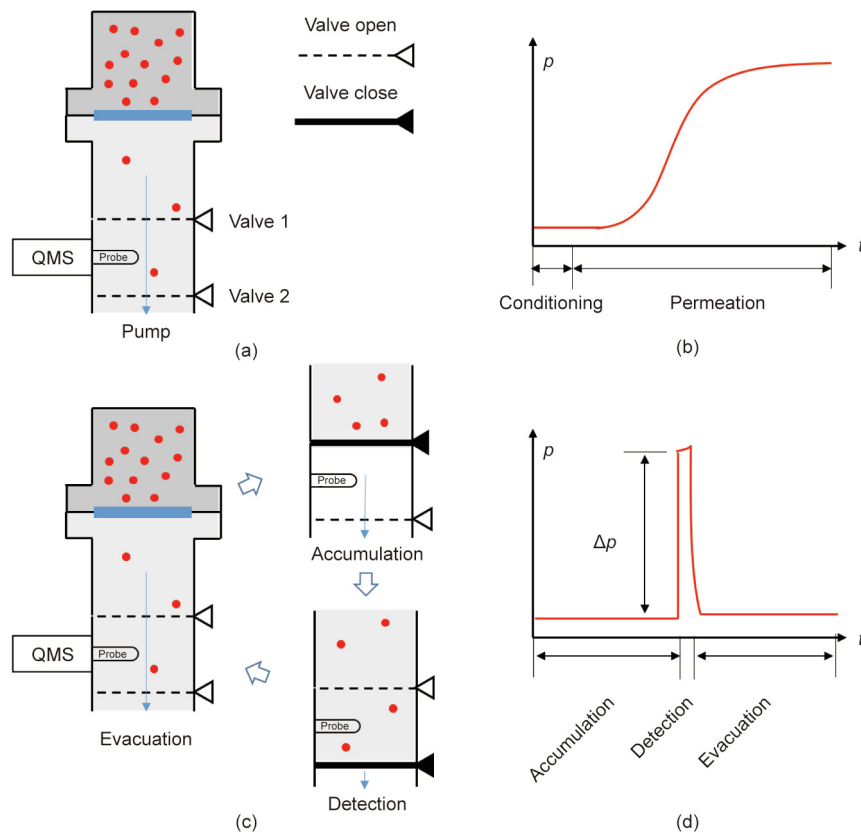 Valve open
Valve close
Valve 1
QMS
Probe
Valve 2
Pump
(a)
p
t
Conditioning
Permeation
(b)
QMS
Probe
Evacuation
Probe
Accumulation
Probe
Detection
(c)
p
Δp
t
Accumulation
Detection
Evacuation
(d)